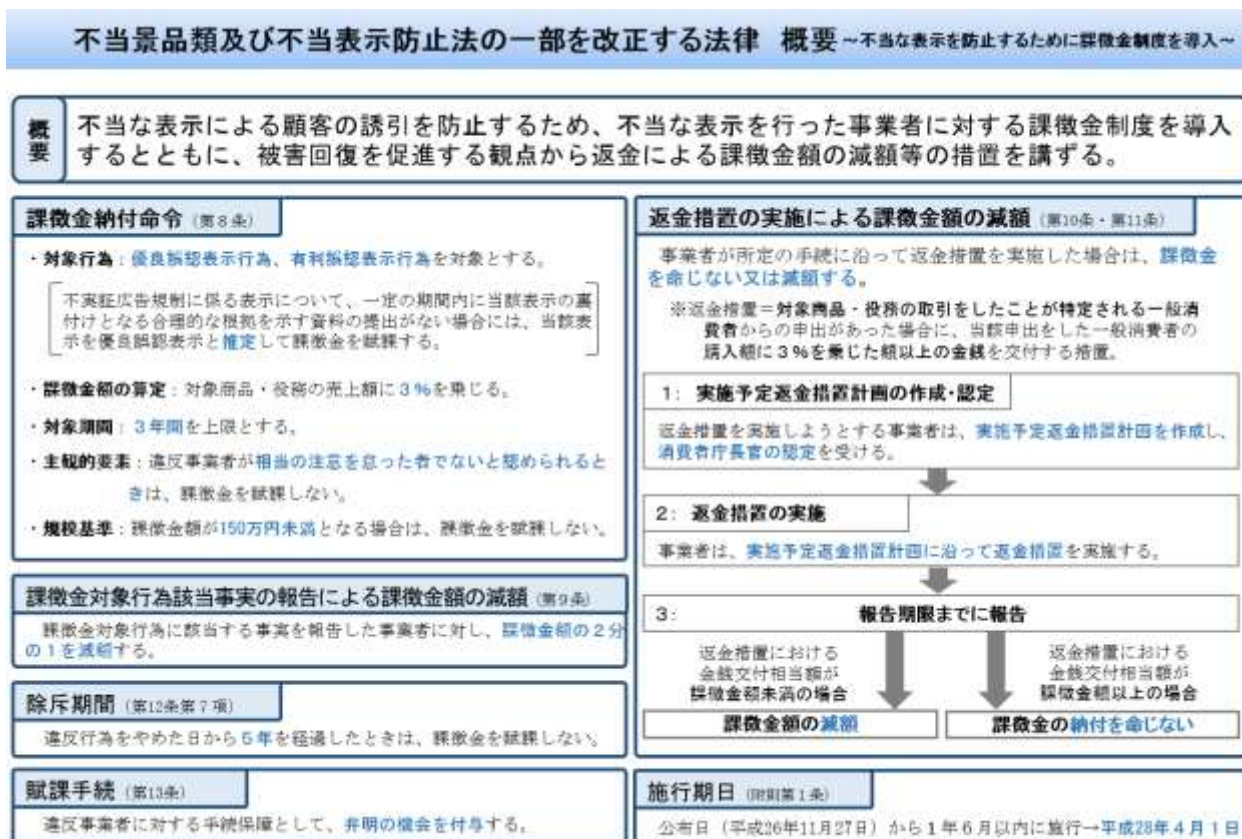 不当景品類及び不当表示防止法の一部を改正する法律 概要 ~不当な表示を防止するために課徴金制度を導入~
概要
不当な表示による顧客の誘引を防止するため、不当な表示を行った事業者に対する課徴金制度を導入
するとともに、被害回復を促進する観点から返金による課徴金額の減額等の措置を講ずる。
課徴金納付命令(第8条)
・対象行為:優良誤認表示行為、有利誤認表示行為を対象とする。
不実証広告規制に係る表示について、一定の期間内に当該表示の裏
付けとなる合理的な根拠を示す資料の提出がない場合には、当該表
示を優良誤認表示と推定して課徴金を賦課する。
・課徴金額の算定:対象商品・役務の売上額に3%を乗じる。
・対象期間:3年間を上限とする。
・主観的要素:違反事業者が相当の注意を怠った者でないと認められると
きは、課徴金を賦課しない。
・規模基準:課徴金額が150万円未満となる場合は、課徴金を賦課しない。
課徴金対象行為該当事実の報告による課徴金額の減額(第9条)
課徴金対象行為に該当する事実を報告した事業者に対し、課徴金額の2分
の1を減額する。
除斥期間(第12条第7項)
違反行為をやめた日から5年を経過したときは、課徴金を賦課しない。
賦課手続(第13条)
違反事業者に対する手続保障として、弁明の機会を付与する。
返金措置の実施による課徴金額の減額(第10条・第11条)
事業者が所定の手続に沿って返金措置を実施した場合は、課徴金
を命じない又は減額する。
※返金措置=対象商品・役務の取引をしたことが特定される一般消
費者からの申出があった場合に、当該申出をした一般消費者の
購入額に3%を乗じた額以上の金銭を交付する措置。
1: 実施予定返金措置計画の作成・認定
返金措置を実施しようとする事業者は、実施予定返金措置計画を作成し、
消費者庁長官の認定を受ける。
2: 返金措置の実施
事業者は、実施予定返金措置計画に沿って返金措置を実施する。
3: 報告期限までに報告
返金措置における
金銭交付相当額が
課徴金額未満の場合
課徴金額の減額
返金措置における
金銭交付相当額が
課徴金額以上の場合
課徴金の納付を命じない
施行期日(附則第1条)
公布日(平成26年11月27日)から1年6月以内に施行→平成28年4月1日